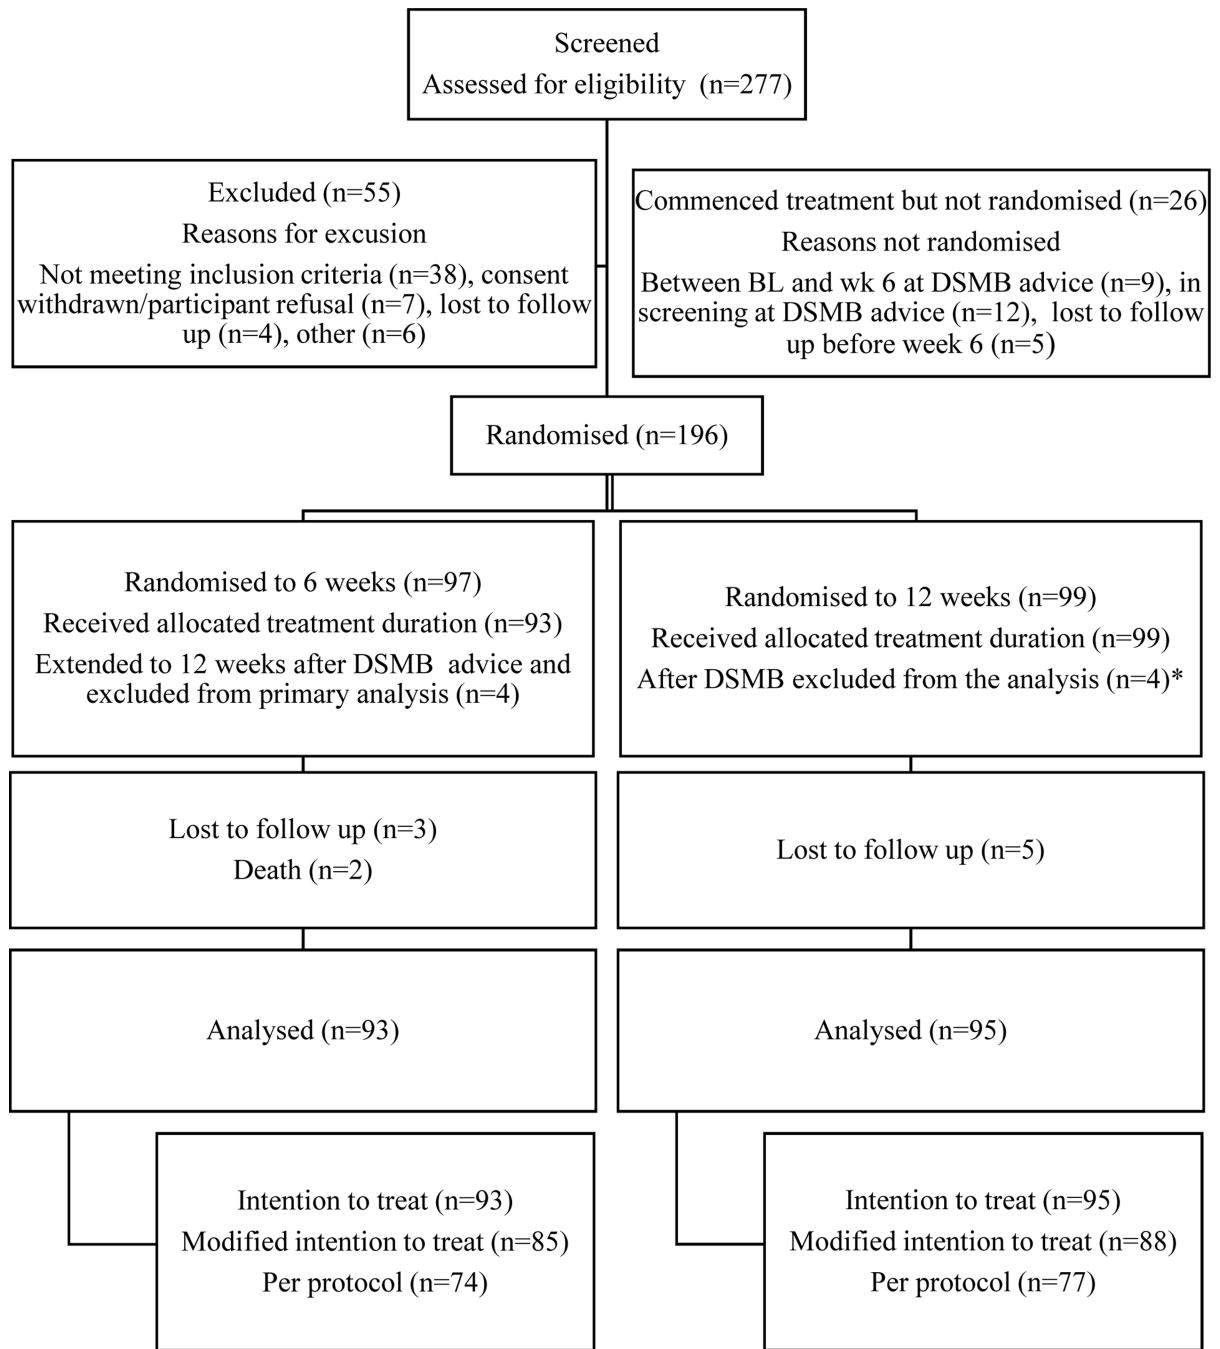 Screened
Assessed for eligibility (n=277)
Excluded (n=55)
Reasons for excusion
Not meeting inclusion criteria (n=38), consent
withdrawn/participant refusal (n=7), lost to follow
up (n=4), other (n=6)
Commenced treatment but not randomised (n=26)
Reasons not randomised
Between BL and wk 6 at DSMB advice (n=9), in
screening at DSMB advice (n=12), lost to follow
up before week 6 (n=5)
Randomised (n=196)
Randomised to 6 weeks (n=97)
Received allocated treatment duration (n=93)
Extended to 12 weeks after DSMB advice and
excluded from primary analysis (n=4)
Randomised to 12 weeks (n=99)
Received allocated treatment duration (n=99)
After DSMB excluded from the analysis (n=4)*
Lost to follow up (n=3)
Death (n=2)
Lost to follow up (n=5)
Analysed (n=93)
Analysed (n=95)
Intention to treat (n=93)
Modified intention to treat (n=85)
Per protocol (n=74)
Intention to treat (n=95)
Modified intention to treat (n=88)
Per protocol (n=77)